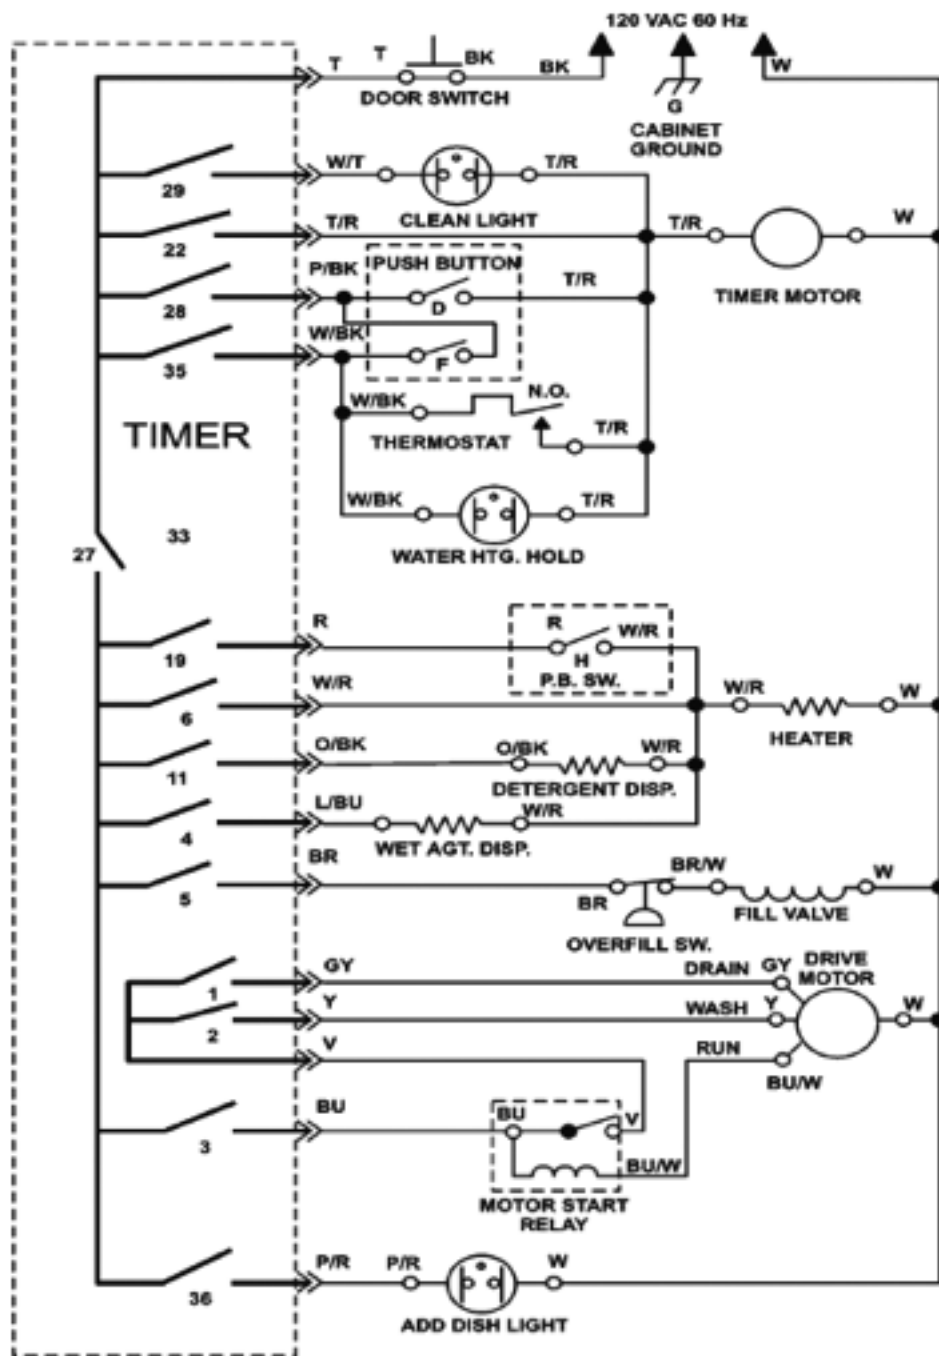 120 VAC 60 Hz
T T BK BK W
DOOR SWITCH
G
CABINET
GROUND
W/T T/R
29
CLEAN LIGHT
T/R T/R W
22
P/BK PUSH BUTTON T/R
TIMER MOTOR
28 D
W/BK
35 F
W/BK N.O.
TIMER THERMOSTAT T/R
W/BK T/R
27 33
WATER HTG. HOLD
R R W/R
19 H
P.B. SW.
W/R W/R W
6 HEATER
O/BK O/BK W/R
11 DETERGENT DISP.
L/BU W/R
4 WET AGT. DISP.
BR BR/W W
5 BR FILL VALVE
OVERFILL SW.
GY DRAIN GY DRIVE
MOTOR
1
Y WASH Y W
2
V RUN
BU/W
BU BU V
3
BU/W
MOTOR START
RELAY
P/R P/R W
36
ADD DISH LIGHT